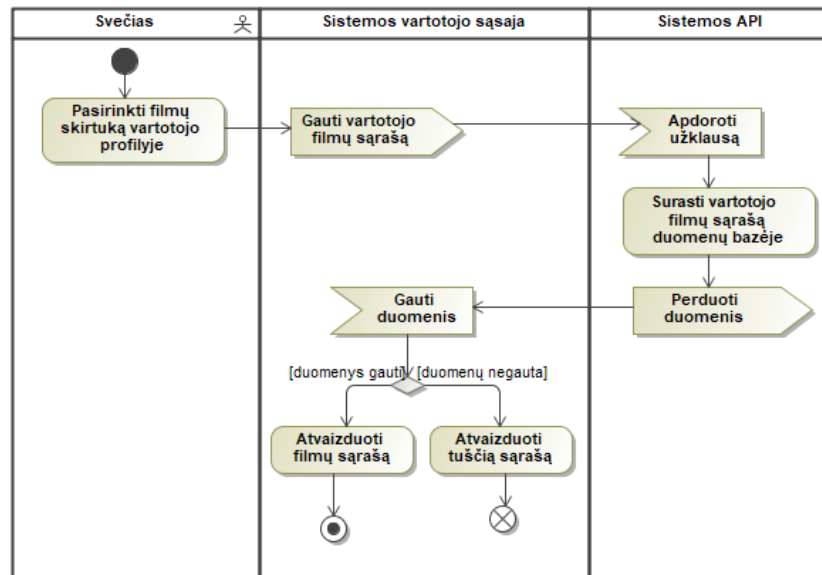 Svečias
Sistemos vartotojo sąsaja
Sistemos API
Pasirinkti filmų
skirtuką vartotojo
profilyje
Gauti vartotojo
filmų sąrašą
Apdoroti
užklausą
Surasti vartotojo
filmų sąrašą
duomenų bazėje
Gauti
duomenis
Perduoti
duomenis
[duomenys gauti]
[duomenų negauta]
Atvaizduoti
filmų sąrašą
Atvaizduoti
tuščią sąrašą